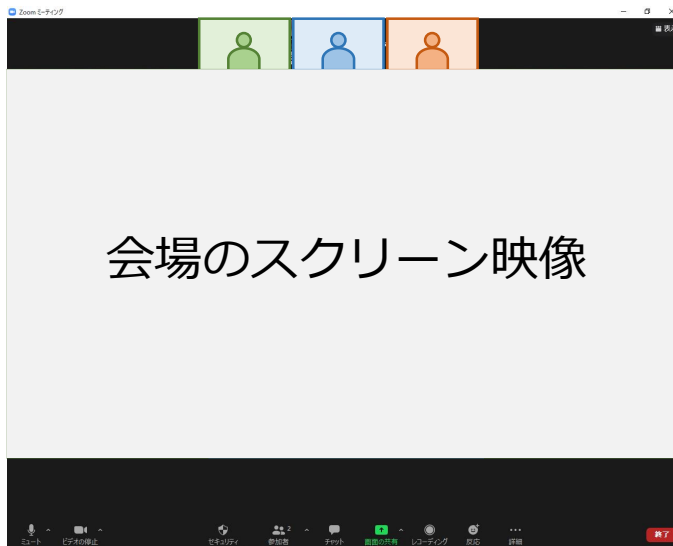 Zoom ミーティング
表示
会場のスクリーン映像
2
ミュート
ビデオの停止
セキュリティ
参加者
チャット
画面の共有
レコーディング
反応
詳細
終了